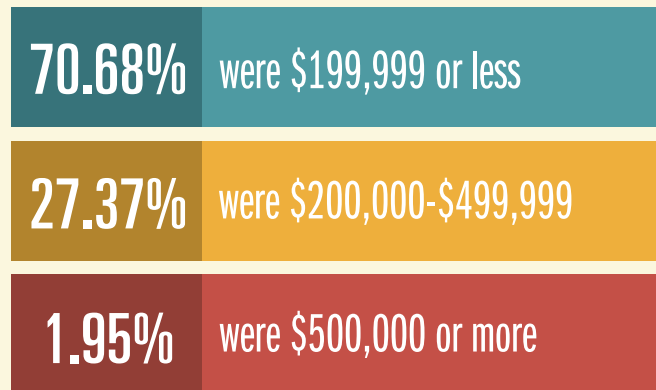 70.68% were $199,999 or less
27.37% were $200,000-$499,999
1.95% were $500,000 or more